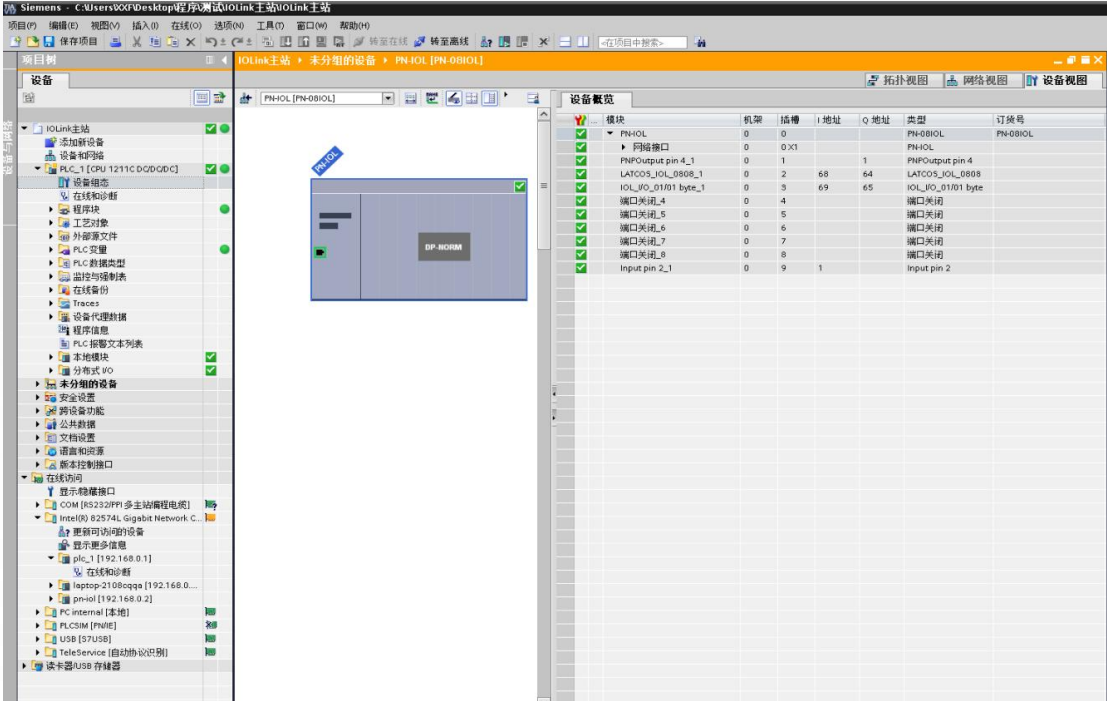 Siemens - C:\Users\XXF\Desktop\程序\测试\IOLink主站\IOLink主站
项目(P) 编辑(E) 视图(V) 插入(I) 在线(O) 选项(N) 工具(T) 窗口(W) 帮助(H)
保存项目 转至在线 转至离线 <在项目中搜索>
项目树
IOLink主站 ▸ 未分组的设备 ▸ PN-IOL [PN-08IOL]
设备
拓扑视图 网络视图 设备视图
PN-IOL [PN-08IOL]
设备概览
模块 机架 插槽 I 地址 Q 地址 类型 订货号
PN-IOL 0 0 PN-08IOL PN-08IOL
网络接口 0 0 X1 PN-IOL
PNPOutput pin 4_1 0 1 1 PNPOutput pin 4
LATCOS_IOL_0808_1 0 2 68 64 LATCOS_IOL_0808
IOL_I/O_01/01 byte_1 0 3 69 65 IOL_I/O_01/01 byte
端口关闭_4 0 4 端口关闭
端口关闭_5 0 5 端口关闭
端口关闭_6 0 6 端口关闭
端口关闭_7 0 7 端口关闭
端口关闭_8 0 8 端口关闭
Input pin 2_1 0 9 1 Input pin 2
PN-IOL
DP-NORM
IOLink主站
添加新设备
设备和网络
PLC_1 [CPU 1211C DC/DC/DC]
设备组态
在线和诊断
程序块
工艺对象
外部源文件
PLC 变量
PLC 数据类型
监控与强制表
在线备份
Traces
设备代理数据
程序信息
PLC 报警文本列表
本地模块
分布式 I/O
未分组的设备
安全设置
跨设备功能
公共数据
文档设置
语言和资源
版本控制接口
在线访问
显示/隐藏接口
COM [RS232/PPI 多主站编程电缆]
Intel(R) 82574L Gigabit Network C...
更新可访问的设备
显示更多信息
plc_1 [192.168.0.1]
在线和诊断
laptop-2108cqqa [192.168.0....
pn-iol [192.168.0.2]
PC internal [本地]
PLCSIM [PN/IE]
USB [S7USB]
TeleService [自动协议识别]
读卡器/USB 存储器